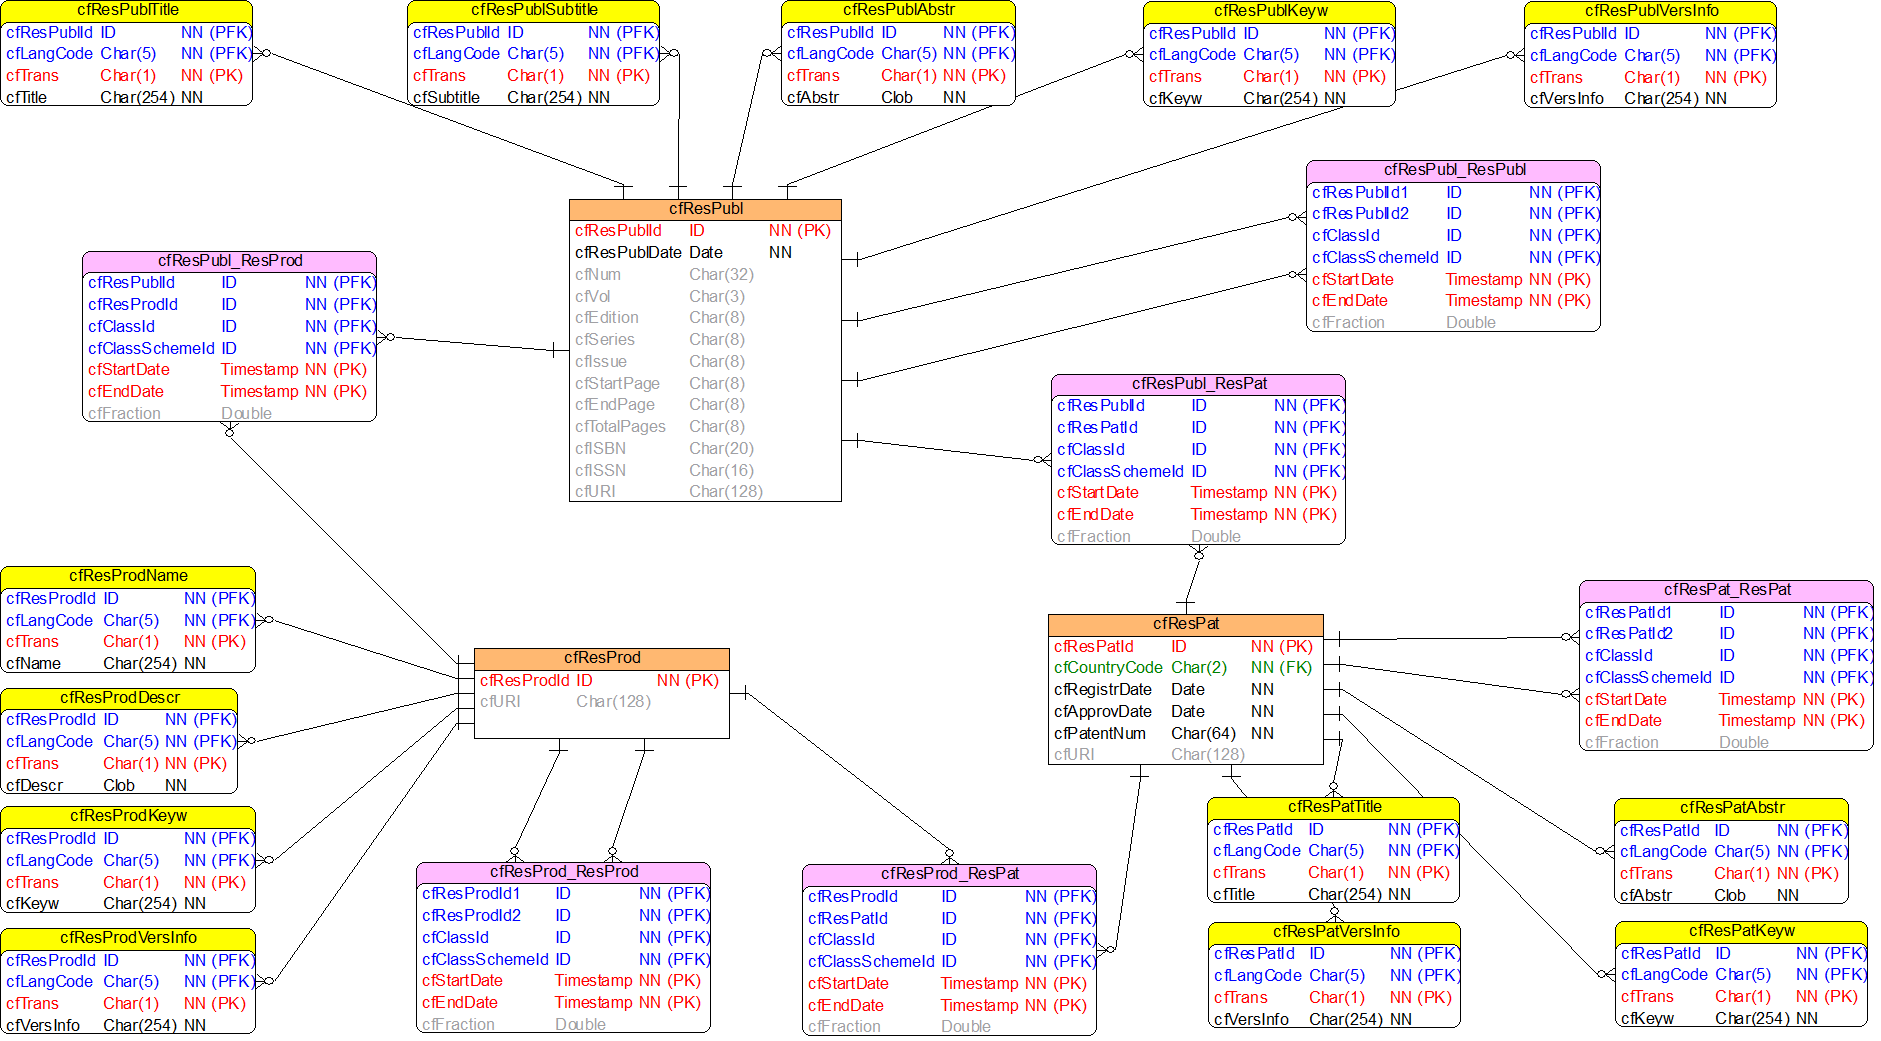 cfResPublTitle
cfResPublId ID NN (PFK)
cfLangCode Char(5) NN (PFK)
cfTrans Char(1) NN (PK)
cfTitle Char(254) NN
cfResPublSubtitle
cfResPublId ID NN (PFK)
cfLangCode Char(5) NN (PFK)
cfTrans Char(1) NN (PK)
cfSubtitle Char(254) NN
cfResPublAbstr
cfResPublId ID NN (PFK)
cfLangCode Char(5) NN (PFK)
cfTrans Char(1) NN (PK)
cfAbstr Clob NN
cfResPublKeyw
cfResPublId ID NN (PFK)
cfLangCode Char(5) NN (PFK)
cfTrans Char(1) NN (PK)
cfKeyw Char(254) NN
cfResPublVersInfo
cfResPublId ID NN (PFK)
cfLangCode Char(5) NN (PFK)
cfTrans Char(1) NN (PK)
cfVersInfo Char(254) NN
cfResPubl_ResPubl
cfResPublId1 ID NN (PFK)
cfResPublId2 ID NN (PFK)
cfClassId ID NN (PFK)
cfClassSchemeId ID NN (PFK)
cfStartDate Timestamp NN (PK)
cfEndDate Timestamp NN (PK)
cfFraction Double
cfResPubl
cfResPublId ID NN (PK)
cfResPublDate Date NN
cfNum Char(32)
cfVol Char(3)
cfEdition Char(8)
cfSeries Char(8)
cfIssue Char(8)
cfStartPage Char(8)
cfEndPage Char(8)
cfTotalPages Char(8)
cfISBN Char(20)
cfISSN Char(16)
cfURI Char(128)
cfResPubl_ResProd
cfResPublId ID NN (PFK)
cfResProdId ID NN (PFK)
cfClassId ID NN (PFK)
cfClassSchemeId ID NN (PFK)
cfStartDate Timestamp NN (PK)
cfEndDate Timestamp NN (PK)
cfFraction Double
cfResPubl_ResPat
cfResPublId ID NN (PFK)
cfResPatId ID NN (PFK)
cfClassId ID NN (PFK)
cfClassSchemeId ID NN (PFK)
cfStartDate Timestamp NN (PK)
cfEndDate Timestamp NN (PK)
cfFraction Double
cfResProdName
cfResProdId ID NN (PFK)
cfLangCode Char(5) NN (PFK)
cfTrans Char(1) NN (PK)
cfName Char(254) NN
cfResProdDescr
cfResProdId ID NN (PFK)
cfLangCode Char(5) NN (PFK)
cfTrans Char(1) NN (PK)
cfDescr Clob NN
cfResProdKeyw
cfResProdId ID NN (PFK)
cfLangCode Char(5) NN (PFK)
cfTrans Char(1) NN (PK)
cfKeyw Char(254) NN
cfResProdVersInfo
cfResProdId ID NN (PFK)
cfLangCode Char(5) NN (PFK)
cfTrans Char(1) NN (PK)
cfVersInfo Char(254) NN
cfResProd
cfResProdId ID NN (PK)
cfURI Char(128)
cfResPat
cfResPatId ID NN (PK)
cfCountryCode Char(2) NN (FK)
cfRegistrDate Date NN
cfApprovDate Date NN
cfPatentNum Char(64) NN
cfURI Char(128)
cfResPat_ResPat
cfResPatId1 ID NN (PFK)
cfResPatId2 ID NN (PFK)
cfClassId ID NN (PFK)
cfClassSchemeId ID NN (PFK)
cfStartDate Timestamp NN (PK)
cfEndDate Timestamp NN (PK)
cfFraction Double
cfResProd_ResProd
cfResProdId1 ID NN (PFK)
cfResProdId2 ID NN (PFK)
cfClassId ID NN (PFK)
cfClassSchemeId ID NN (PFK)
cfStartDate Timestamp NN (PK)
cfEndDate Timestamp NN (PK)
cfFraction Double
cfResProd_ResPat
cfResProdId ID NN (PFK)
cfResPatId ID NN (PFK)
cfClassId ID NN (PFK)
cfClassSchemeId ID NN (PFK)
cfStartDate Timestamp NN (PK)
cfEndDate Timestamp NN (PK)
cfFraction Double
cfResPatTitle
cfResPatId ID NN (PFK)
cfLangCode Char(5) NN (PFK)
cfTrans Char(1) NN (PK)
cfTitle Char(254) NN
cfResPatVersInfo
cfResPatId ID NN (PFK)
cfLangCode Char(5) NN (PFK)
cfTrans Char(1) NN (PK)
cfVersInfo Char(254) NN
cfResPatAbstr
cfResPatId ID NN (PFK)
cfLangCode Char(5) NN (PFK)
cfTrans Char(1) NN (PK)
cfAbstr Clob NN
cfResPatKeyw
cfResPatId ID NN (PFK)
cfLangCode Char(5) NN (PFK)
cfTrans Char(1) NN (PK)
cfKeyw Char(254) NN